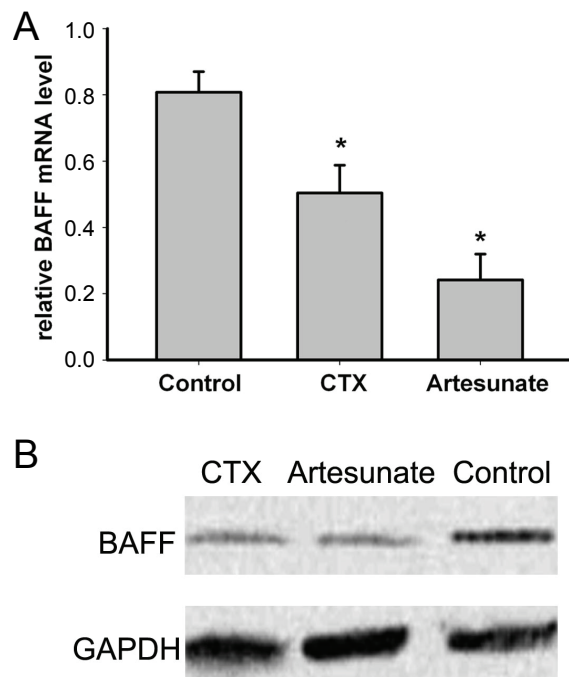 A
relative BAFF mRNA level
1.0
0.8
0.6
0.4
0.2
0.0
*
*
Control CTX Artesunate
B
CTX Artesunate Control
BAFF
GAPDH